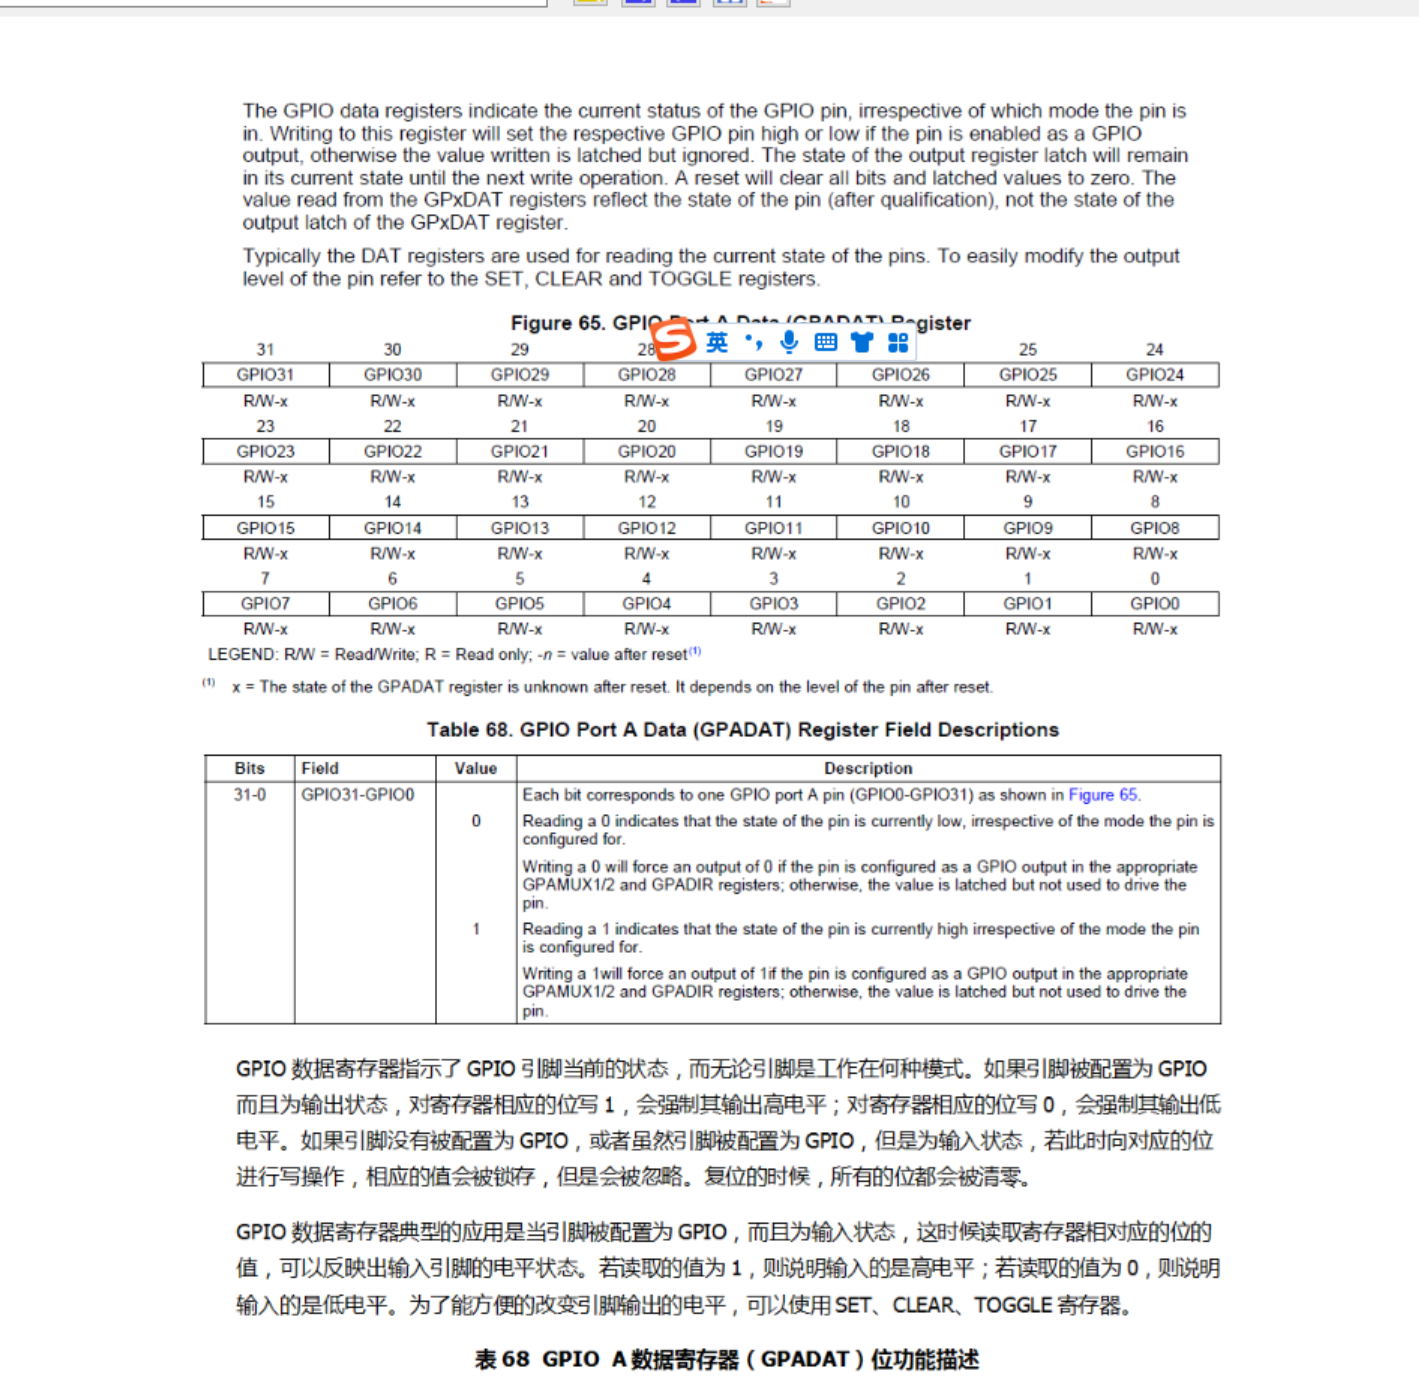 The GPIO data registers indicate the current status of the GPIO pin, irrespective of which mode the pin is
in. Writing to this register will set the respective GPIO pin high or low if the pin is enabled as a GPIO
output, otherwise the value written is latched but ignored. The state of the output register latch will remain
in its current state until the next write operation. A reset will clear all bits and latched values to zero. The
value read from the GPxDAT registers reflect the state of the pin (after qualification), not the state of the
output latch of the GPxDAT register.
Typically the DAT registers are used for reading the current state of the pins. To easily modify the output
level of the pin refer to the SET, CLEAR and TOGGLE registers.
Figure 65. GPIO Port A Data (GPADAT) Register
英
31 30 29 28 25 24
GPIO31 GPIO30 GPIO29 GPIO28 GPIO27 GPIO26 GPIO25 GPIO24
R/W-x R/W-x R/W-x R/W-x R/W-x R/W-x R/W-x R/W-x
23 22 21 20 19 18 17 16
GPIO23 GPIO22 GPIO21 GPIO20 GPIO19 GPIO18 GPIO17 GPIO16
R/W-x R/W-x R/W-x R/W-x R/W-x R/W-x R/W-x R/W-x
15 14 13 12 11 10 9 8
GPIO15 GPIO14 GPIO13 GPIO12 GPIO11 GPIO10 GPIO9 GPIO8
R/W-x R/W-x R/W-x R/W-x R/W-x R/W-x R/W-x R/W-x
7 6 5 4 3 2 1 0
GPIO7 GPIO6 GPIO5 GPIO4 GPIO3 GPIO2 GPIO1 GPIO0
R/W-x R/W-x R/W-x R/W-x R/W-x R/W-x R/W-x R/W-x
LEGEND: R/W = Read/Write; R = Read only; -n = value after reset(1)
(1) x = The state of the GPADAT register is unknown after reset. It depends on the level of the pin after reset.
Table 68. GPIO Port A Data (GPADAT) Register Field Descriptions
Bits Field Value Description
31-0 GPIO31-GPIO0 Each bit corresponds to one GPIO port A pin (GPIO0-GPIO31) as shown in Figure 65.
0 Reading a 0 indicates that the state of the pin is currently low, irrespective of the mode the pin is
configured for.
Writing a 0 will force an output of 0 if the pin is configured as a GPIO output in the appropriate
GPAMUX1/2 and GPADIR registers; otherwise, the value is latched but not used to drive the
pin.
1 Reading a 1 indicates that the state of the pin is currently high irrespective of the mode the pin
is configured for.
Writing a 1will force an output of 1if the pin is configured as a GPIO output in the appropriate
GPAMUX1/2 and GPADIR registers; otherwise, the value is latched but not used to drive the
pin.
GPIO 数据寄存器指示了 GPIO 引脚当前的状态，而无论引脚是工作在何种模式。如果引脚被配置为 GPIO
而且为输出状态，对寄存器相应的位写 1，会强制其输出高电平；对寄存器相应的位写 0，会强制其输出低
电平。如果引脚没有被配置为 GPIO，或者虽然引脚被配置为 GPIO，但是为输入状态，若此时向对应的位
进行写操作，相应的值会被锁存，但是会被忽略。复位的时候，所有的位都会被清零。
GPIO 数据寄存器典型的应用是当引脚被配置为 GPIO，而且为输入状态，这时候读取寄存器相对应的位的
值，可以反映出输入引脚的电平状态。若读取的值为 1，则说明输入的是高电平；若读取的值为 0，则说明
输入的是低电平。为了能方便的改变引脚输出的电平，可以使用 SET、CLEAR、TOGGLE 寄存器。
表 68 GPIO A 数据寄存器（GPADAT）位功能描述